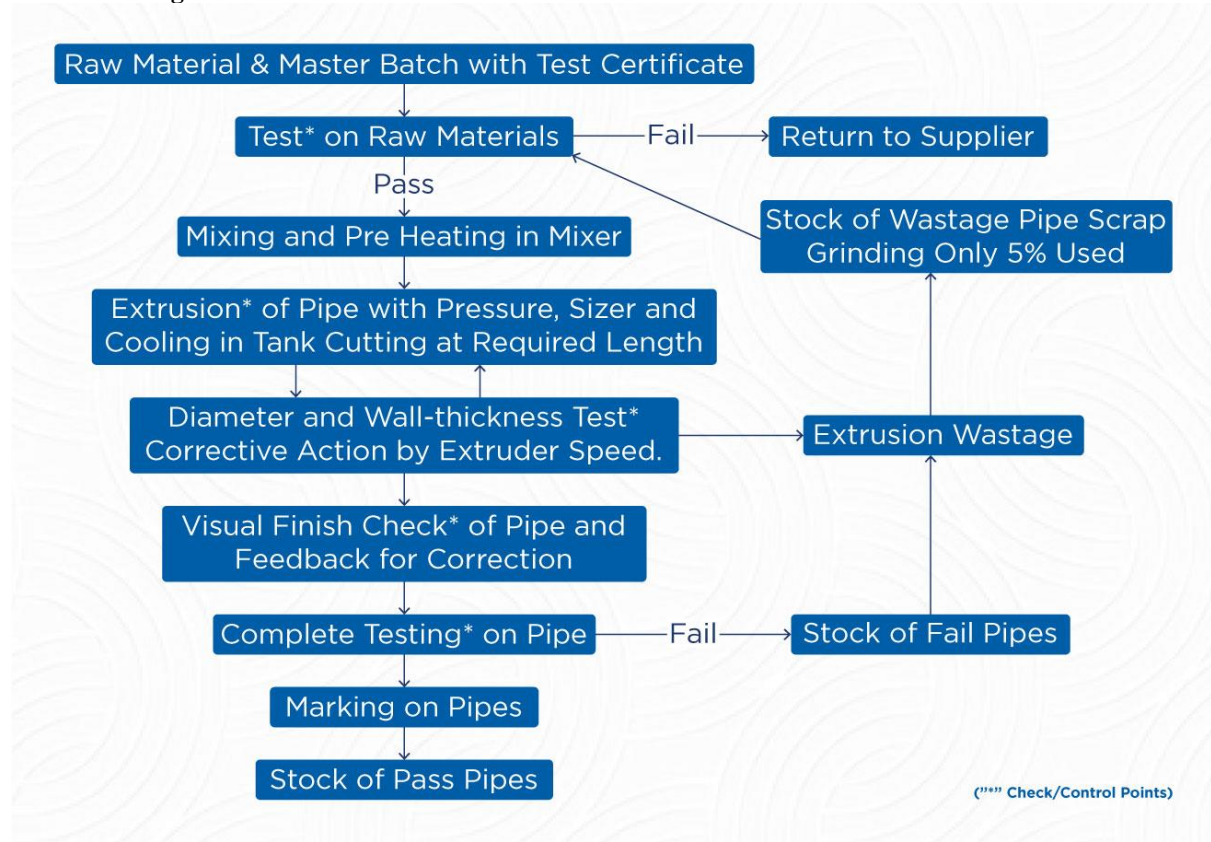 Raw Material & Master Batch with Test Certificate
Test* on Raw Materials
Fail
Return to Supplier
Pass
Stock of Wastage Pipe Scrap
Grinding Only 5% Used
Mixing and Pre Heating in Mixer
Extrusion* of Pipe with Pressure, Sizer and
Cooling in Tank Cutting at Required Length
Diameter and Wall-thickness Test*
Corrective Action by Extruder Speed.
Extrusion Wastage
Visual Finish Check* of Pipe and
Feedback for Correction
Complete Testing* on Pipe
Fail
Stock of Fail Pipes
Marking on Pipes
Stock of Pass Pipes
("*" Check/Control Points)